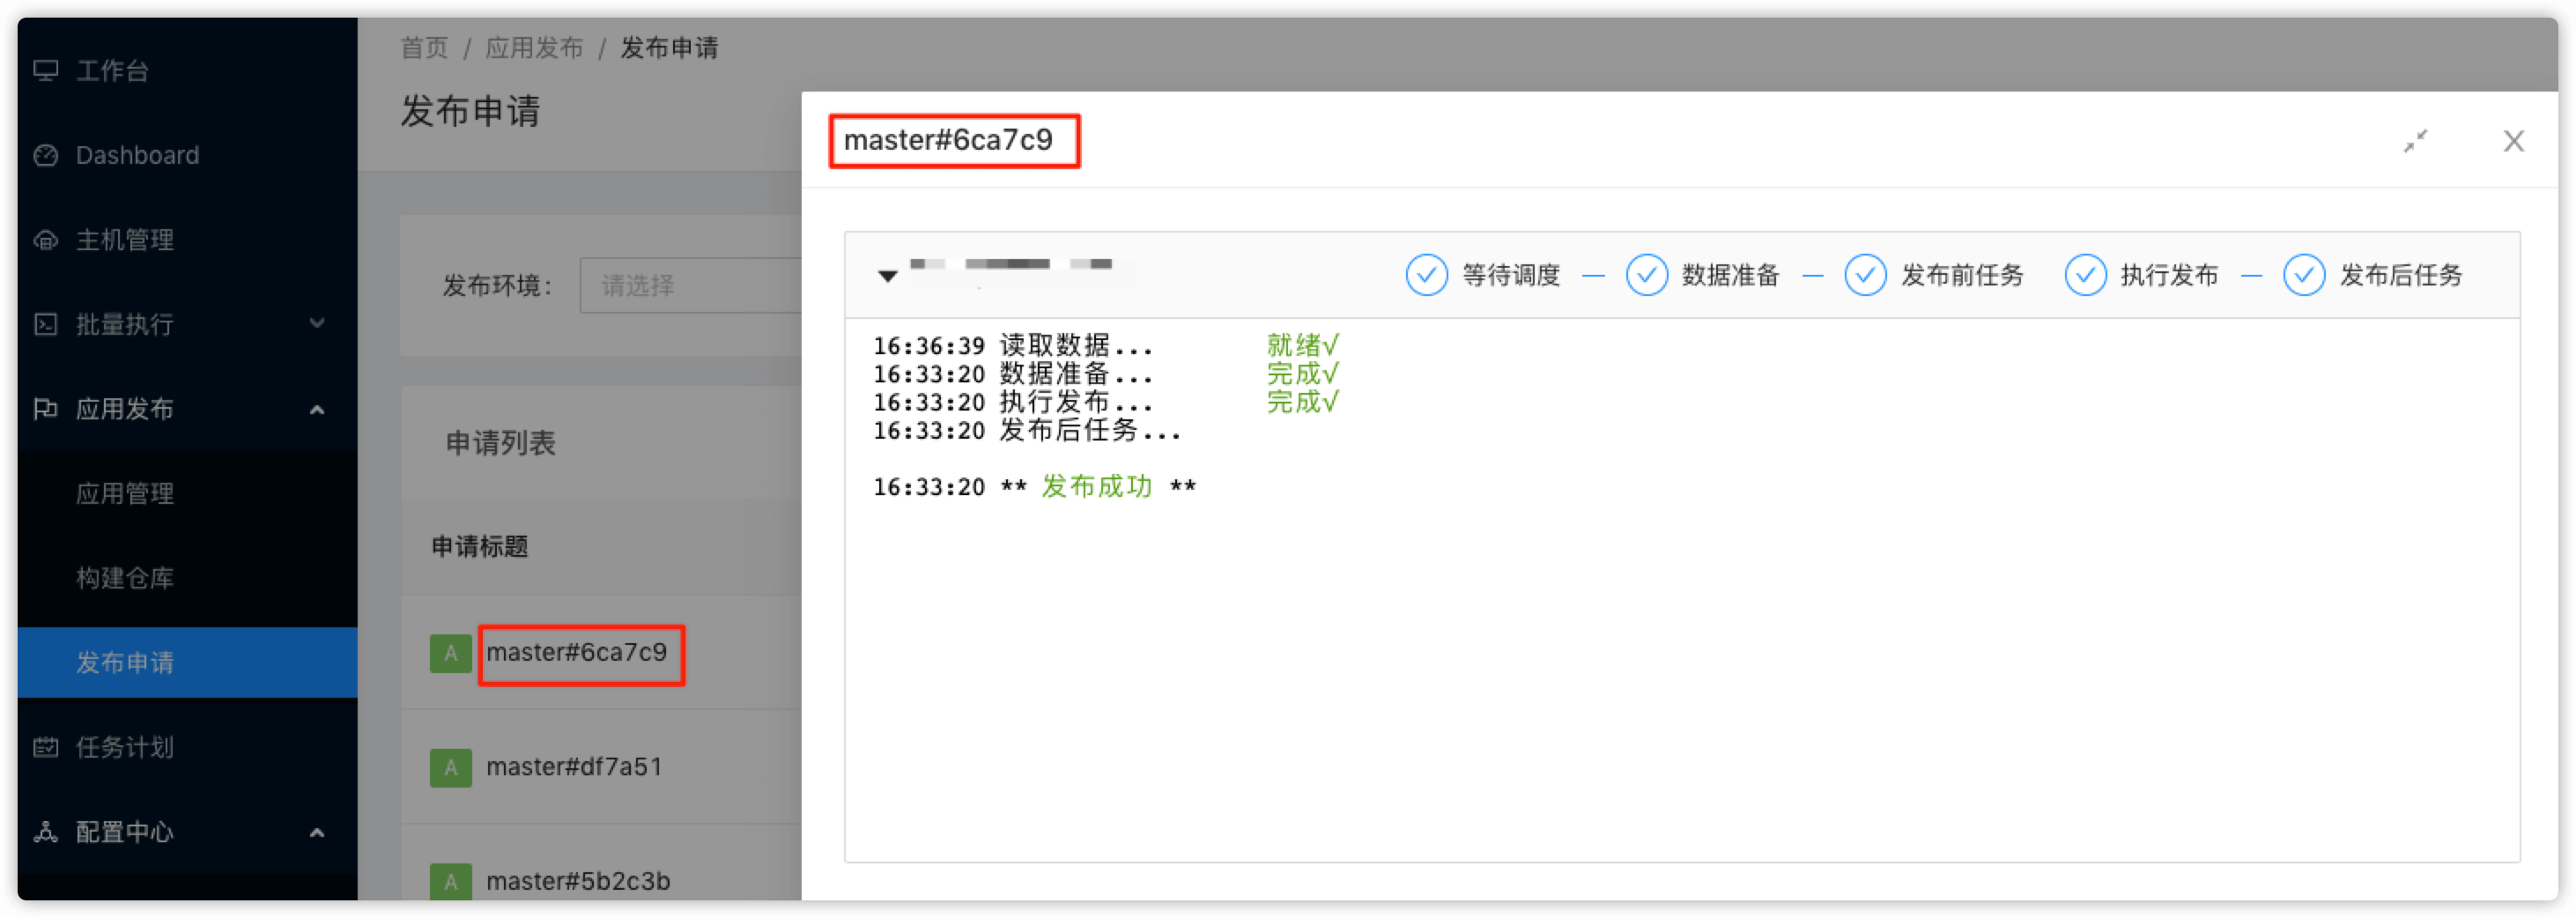 工作台
Dashboard
主机管理
批量执行
应用发布
应用管理
构建仓库
发布申请
任务计划
配置中心
首页 / 应用发布 / 发布申请
发布申请
发布环境：
请选择
申请列表
申请标题
A master#6ca7c9
A master#df7a51
A master#5b2c3b
master#6ca7c9
等待调度 数据准备 发布前任务 执行发布 发布后任务
16:36:39 读取数据... 就绪√
16:33:20 数据准备... 完成√
16:33:20 执行发布... 完成√
16:33:20 发布后任务...
16:33:20 ** 发布成功 **